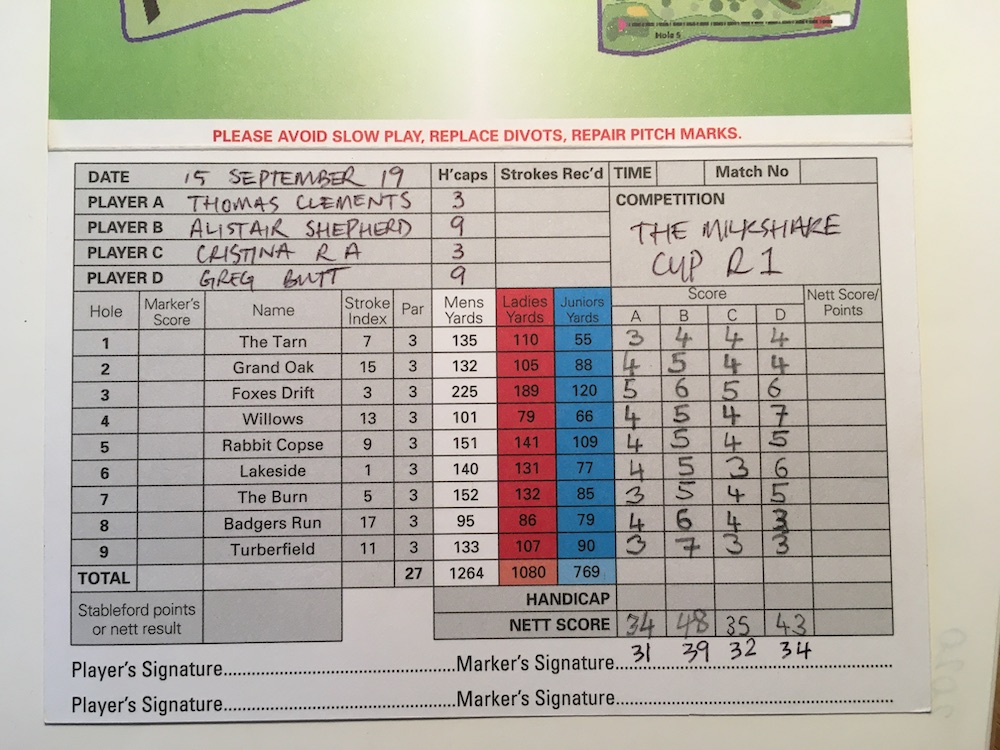 Hole 5
PLEASE AVOID SLOW PLAY, REPLACE DIVOTS, REPAIR PITCH MARKS.
DATE 15 SEPTEMBER 19 H'caps Strokes Rec'd TIME Match No
PLAYER A THOMAS CLEMENTS 3 COMPETITION
PLAYER B ALISTAIR SHEPHERD 9 THE MILKSHAKE
PLAYER C CRISTINA R A 3 CUP R1
PLAYER D GREG BUTT 9
Hole Marker's Score Name Stroke Index Par Mens Yards Ladies Yards Juniors Yards Score Nett Score/ Points
A B C D
1 The Tarn 7 3 135 110 55 3 4 4 4
2 Grand Oak 15 3 132 105 88 4 5 4 4
3 Foxes Drift 3 3 225 189 120 5 6 5 6
4 Willows 13 3 101 79 66 4 5 4 7
5 Rabbit Copse 9 3 151 141 109 4 5 4 5
6 Lakeside 1 3 140 131 77 4 5 3 6
7 The Burn 5 3 152 132 85 3 5 4 5
8 Badgers Run 17 3 95 86 79 4 6 4 3
9 Turberfield 11 3 133 107 90 3 7 3 3
TOTAL 27 1264 1080 769
HANDICAP
Stableford points or nett result NETT SCORE 34 48 35 43
31 39 32 34
Player's Signature Marker's Signature
Player's Signature Marker's Signature